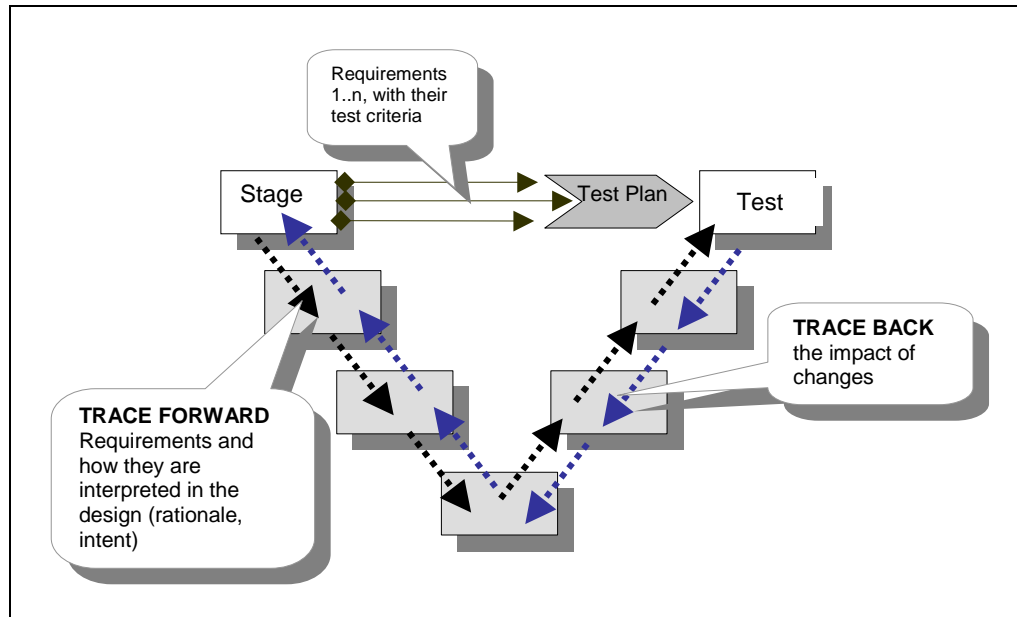 Requirements
1..n, with their
test criteria
Stage
Test Plan
Test
TRACE BACK
the impact of
changes
TRACE FORWARD
Requirements and
how they are
interpreted in the
design (rationale,
intent)